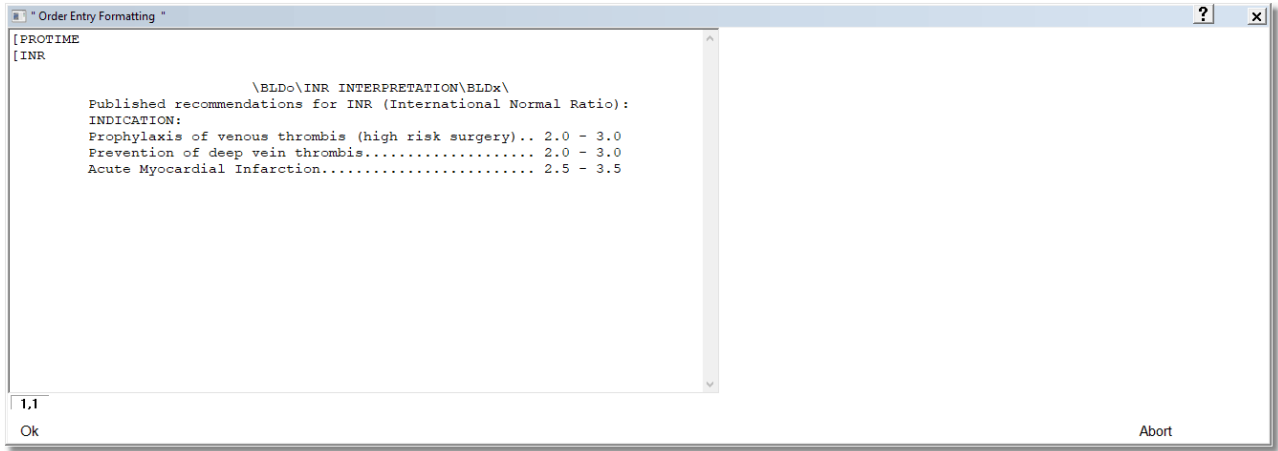 " Order Entry Formatting "
?
x
[PROTIME
[INR
\BLDo\INR INTERPRETATION\BLDx\
Published recommendations for INR (International Normal Ratio):
INDICATION:
Prophylaxis of venous thrombis (high risk surgery).. 2.0 - 3.0
Prevention of deep vein thrombis.................... 2.0 - 3.0
Acute Myocardial Infarction......................... 2.5 - 3.5
1,1
Ok
Abort